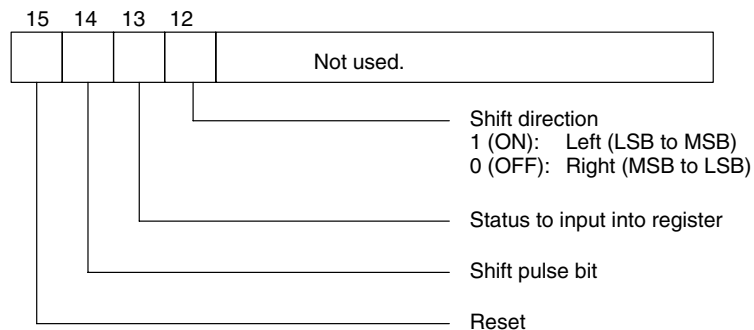 15 14 13 12
Not used.
Shift direction
1 (ON): Left (LSB to MSB)
0 (OFF): Right (MSB to LSB)
Status to input into register
Shift pulse bit
Reset